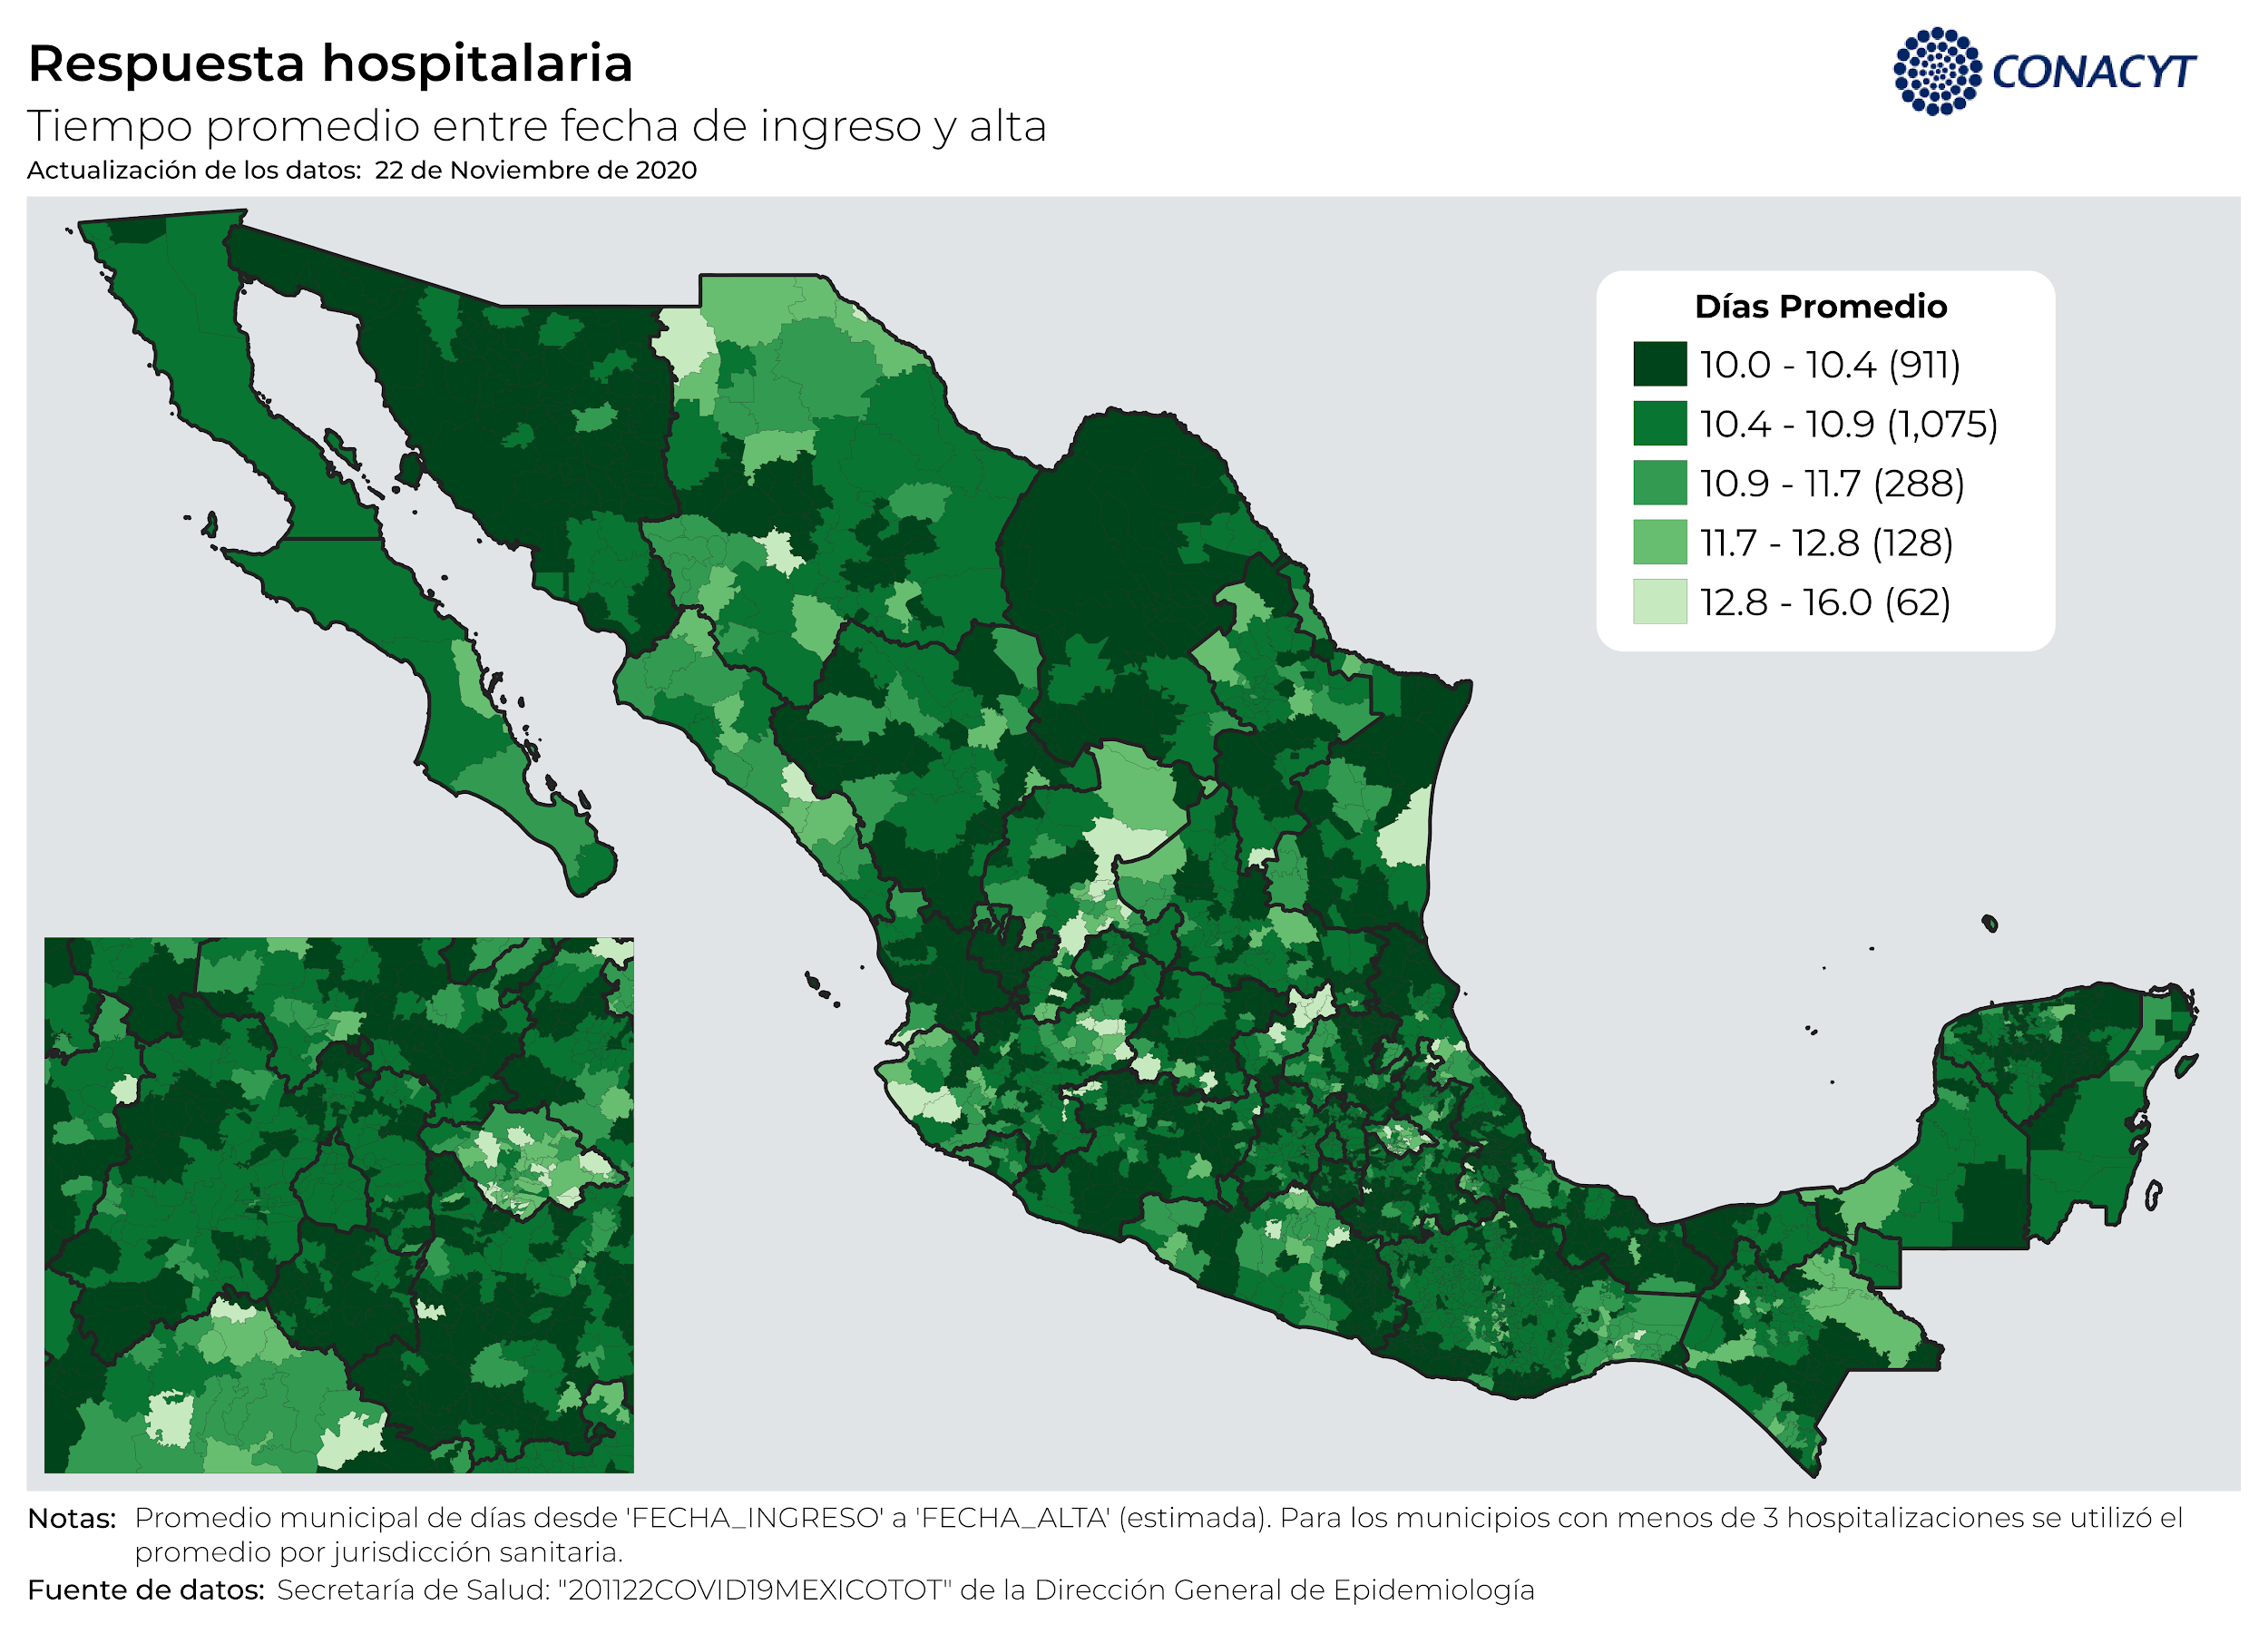 Respuesta hospitalaria
Tiempo promedio entre fecha de ingreso y alta
Actualización de los datos: 22 de Noviembre de 2020
CONACYT
Días Promedio
10.0 - 10.4 (911)
10.4 - 10.9 (1,075)
10.9 - 11.7 (288)
11.7 - 12.8 (128)
12.8 - 16.0 (62)
Notas: Promedio municipal de días desde 'FECHA_INGRESO' a 'FECHA_ALTA' (estimada). Para los municipios con menos de 3 hospitalizaciones se utilizó el
promedio por jurisdicción sanitaria.
Fuente de datos: Secretaría de Salud: "201122COVID19MEXICOTOT" de la Dirección General de Epidemiología